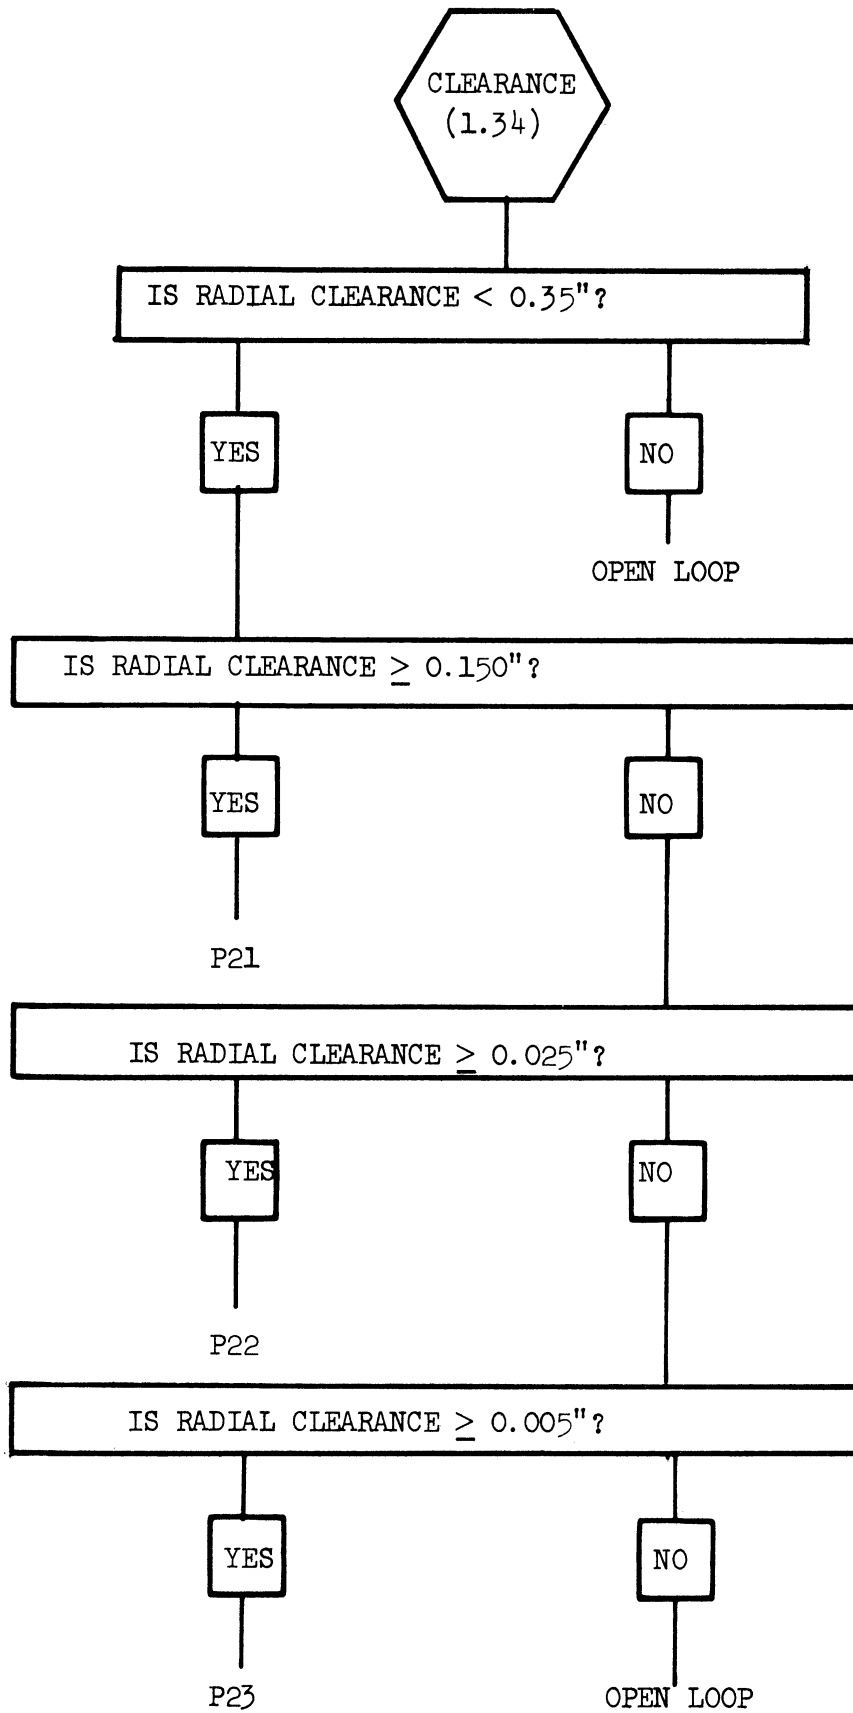 CLEARANCE
(1.34)
IS RADIAL CLEARANCE < 0.35"?
YES
NO
OPEN LOOP
IS RADIAL CLEARANCE ≥ 0.150"?
YES
NO
P21
IS RADIAL CLEARANCE ≥ 0.025"?
YES
NO
P22
IS RADIAL CLEARANCE ≥ 0.005"?
YES
NO
P23
OPEN LOOP